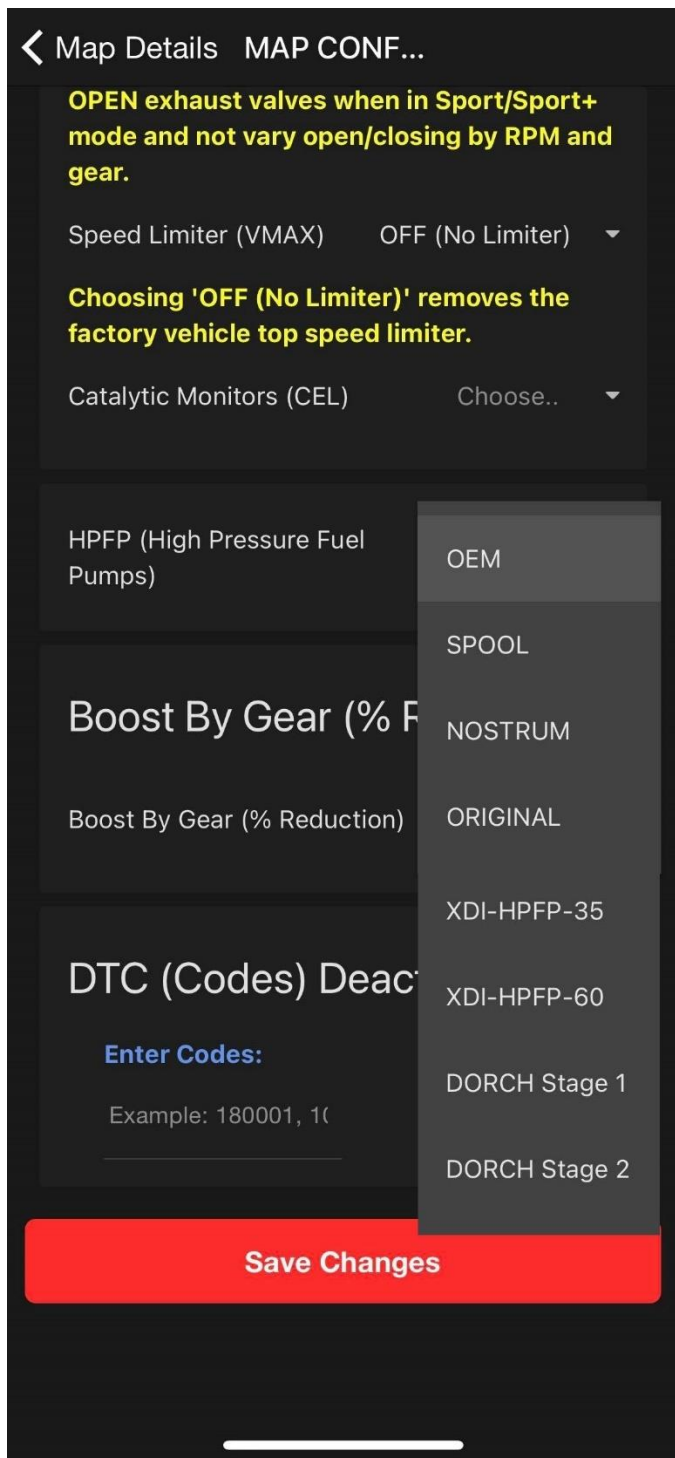 Map Details MAP CONF...
OPEN exhaust valves when in Sport/Sport+
mode and not vary open/closing by RPM and
gear.
Speed Limiter (VMAX) OFF (No Limiter)
Choosing 'OFF (No Limiter)' removes the
factory vehicle top speed limiter.
Catalytic Monitors (CEL) Choose..
HPFP (High Pressure Fuel
Pumps)
OEM
SPOOL
NOSTRUM
ORIGINAL
XDI-HPFP-35
XDI-HPFP-60
DORCH Stage 1
DORCH Stage 2
Boost By Gear (% R
Boost By Gear (% Reduction)
DTC (Codes) Deac
Enter Codes:
Example: 180001, 10
Save Changes